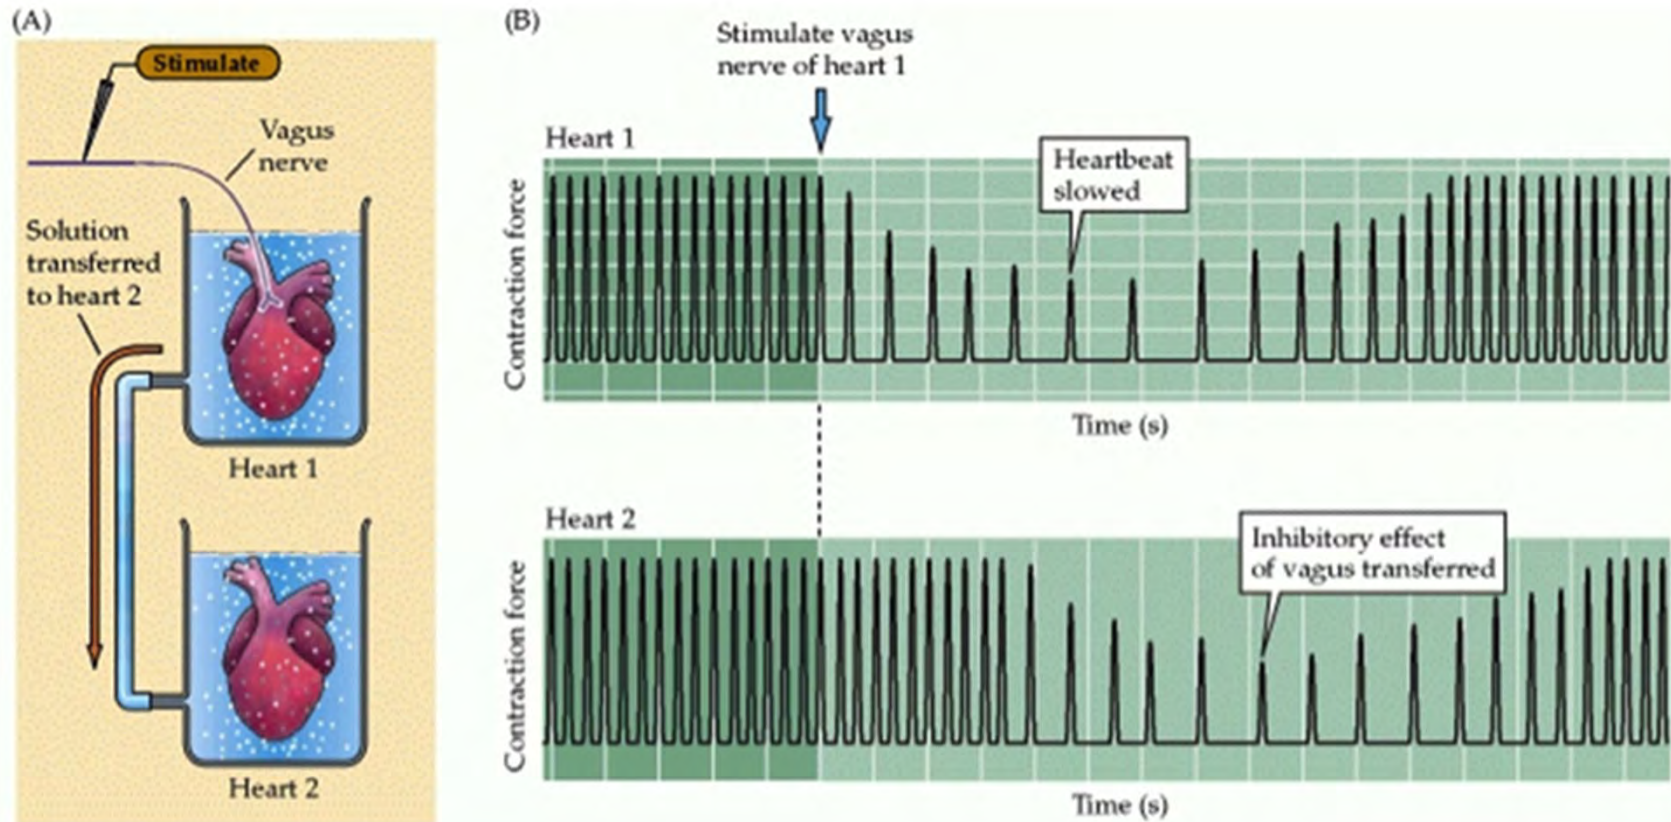 (A)
Stimulate
Vagus
nerve
Solution
transferred
to heart 2
Heart 1
Heart 2
(B)
Stimulate vagus
nerve of heart 1
Heart 1
Heartbeat
slowed
Contraction force
Time (s)
Heart 2
Inhibitory effect
of vagus transferred
Contraction force
Time (s)